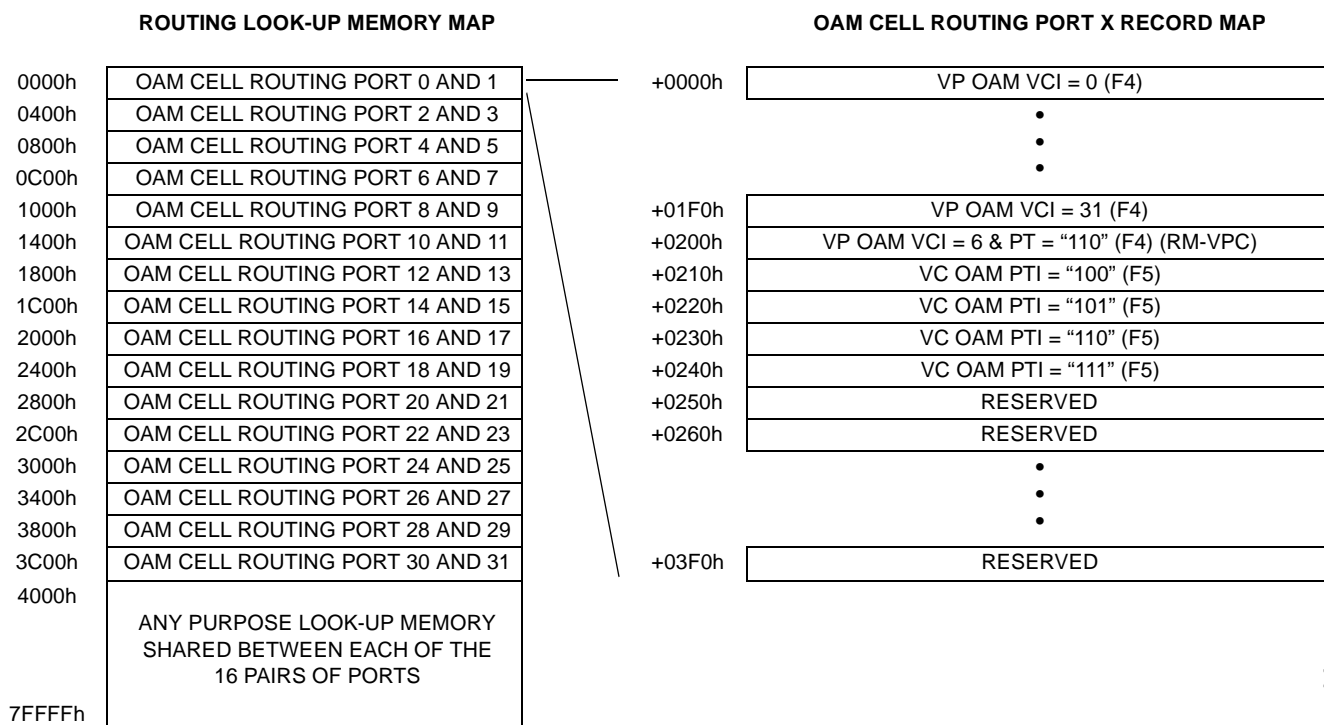 ROUTING LOOK-UP MEMORY MAP
0000h OAM CELL ROUTING PORT 0 AND 1
0400h OAM CELL ROUTING PORT 2 AND 3
0800h OAM CELL ROUTING PORT 4 AND 5
0C00h OAM CELL ROUTING PORT 6 AND 7
1000h OAM CELL ROUTING PORT 8 AND 9
1400h OAM CELL ROUTING PORT 10 AND 11
1800h OAM CELL ROUTING PORT 12 AND 13
1C00h OAM CELL ROUTING PORT 14 AND 15
2000h OAM CELL ROUTING PORT 16 AND 17
2400h OAM CELL ROUTING PORT 18 AND 19
2800h OAM CELL ROUTING PORT 20 AND 21
2C00h OAM CELL ROUTING PORT 22 AND 23
3000h OAM CELL ROUTING PORT 24 AND 25
3400h OAM CELL ROUTING PORT 26 AND 27
3800h OAM CELL ROUTING PORT 28 AND 29
3C00h OAM CELL ROUTING PORT 30 AND 31
4000h
ANY PURPOSE LOOK-UP MEMORY
SHARED BETWEEN EACH OF THE
16 PAIRS OF PORTS
7FFFFh
OAM CELL ROUTING PORT X RECORD MAP
+0000h VP OAM VCI = 0 (F4)
+01F0h VP OAM VCI = 31 (F4)
+0200h VP OAM VCI = 6 & PT = “110” (F4) (RM-VPC)
+0210h VC OAM PTI = “100” (F5)
+0220h VC OAM PTI = “101” (F5)
+0230h VC OAM PTI = “110” (F5)
+0240h VC OAM PTI = “111” (F5)
+0250h RESERVED
+0260h RESERVED
+03F0h RESERVED